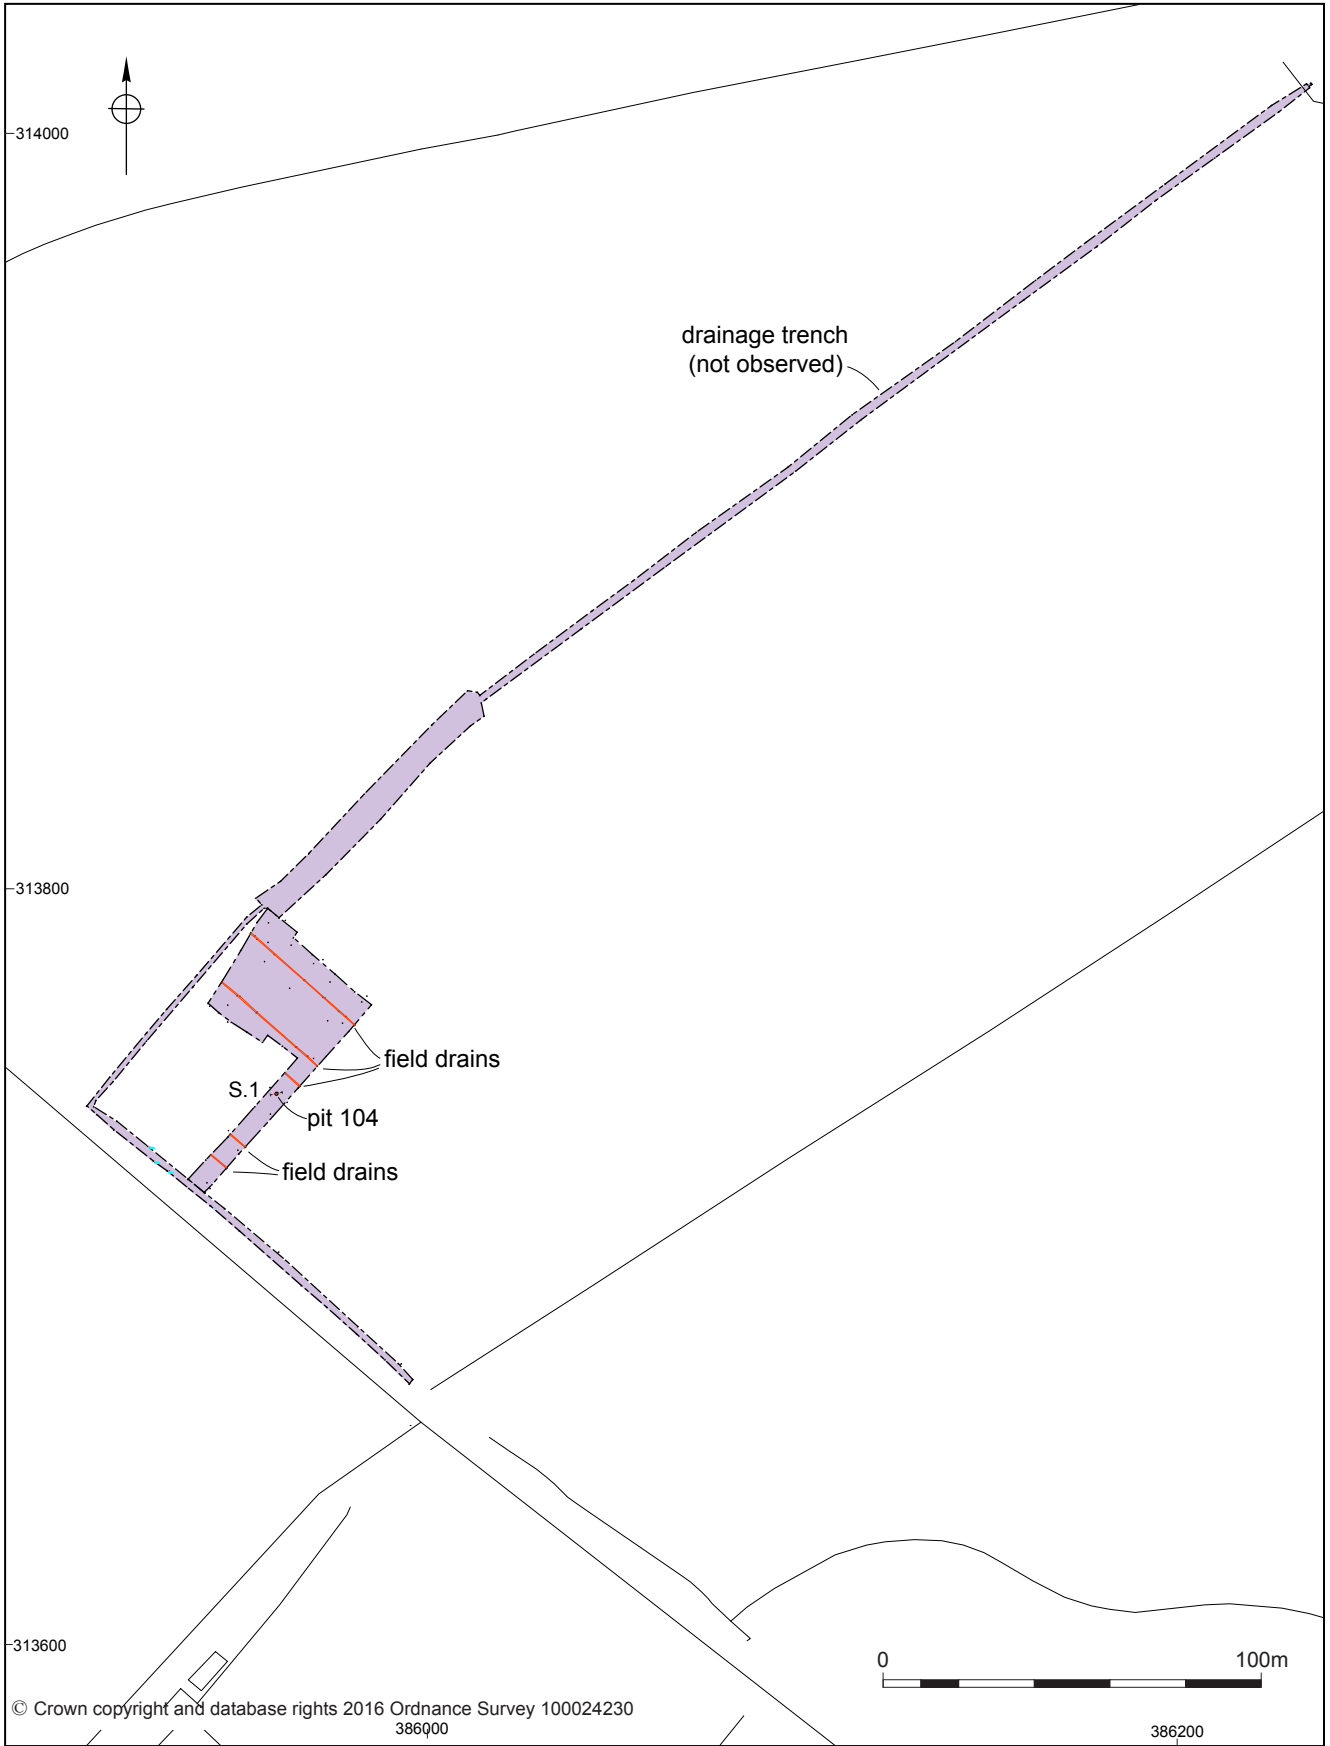 314000
drainage trench
(not observed)
313800
field drains
S.1
pit 104
field drains
313600
0 100m
© Crown copyright and database rights 2016 Ordnance Survey 100024230
386000
386200